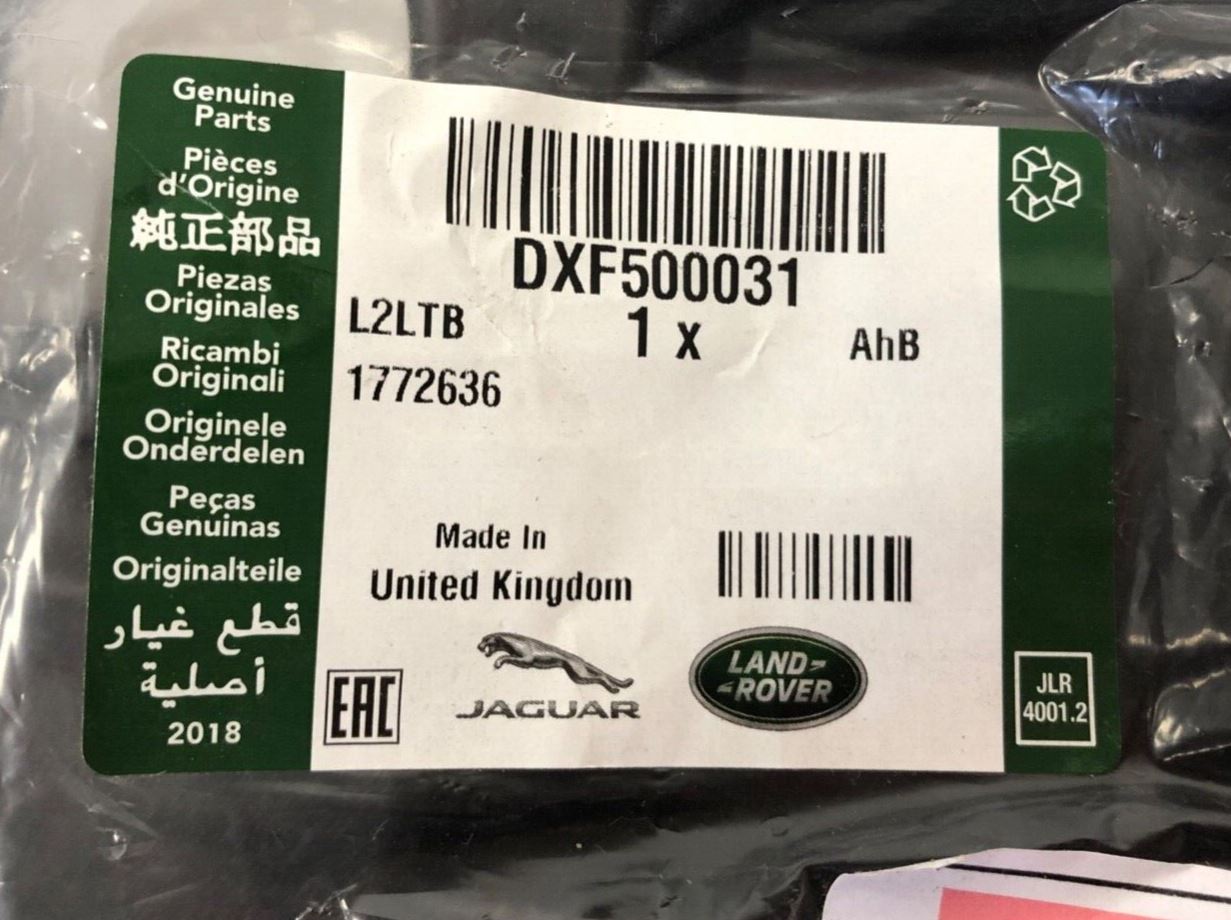 Genuine
Parts
Pièces
d'Origine
純正部品
Piezas
Originales
Ricambi
Originali
Originele
Onderdelen
Peças
Genuinas
Originalteile
قطع غيار
أصلية
2018
DXF500031
L2LTB
1 x
AhB
1772636
Made In
United Kingdom
EAC
JAGUAR
LAND-
-ROVER
JLR
4001.2